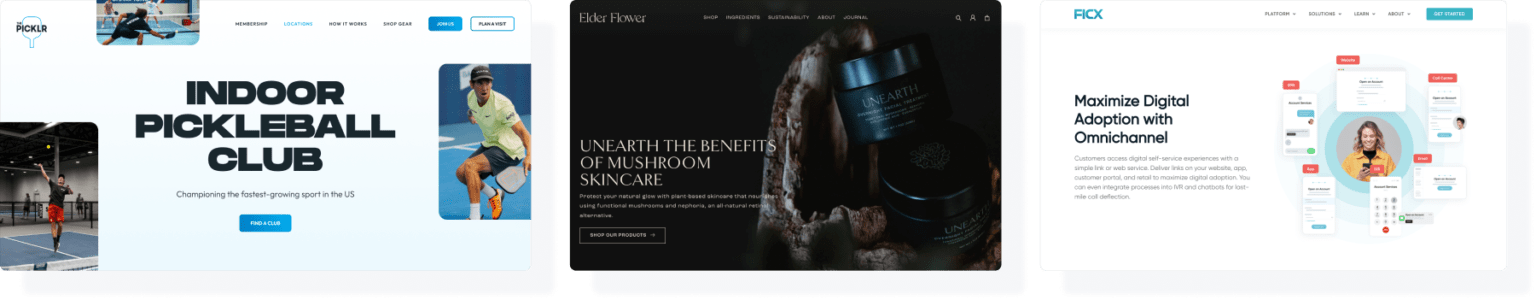 THE
PICKLR
MEMBERSHIP LOCATIONS HOW IT WORKS SHOP GEAR JOIN US PLAN A VISIT
INDOOR
PICKLEBALL
CLUB
Championing the fastest-growing sport in the US
FIND A CLUB
Elder Flower
SHOP INGREDIENTS SUSTAINABILITY ABOUT JOURNAL
UNEARTH
UNEARTH THE BENEFITS
OF MUSHROOM
SKINCARE
Protect your natural glow with plant-based skincare that nourishes
using functional mushrooms and nephoria, an all-natural retinol
alternative.
SHOP OUR PRODUCTS
UNEARTH
FICX
PLATFORM SOLUTIONS LEARN ABOUT GET STARTED
Maximize Digital
Adoption with
Omnichannel
Customers access digital self-service experiences with a
simple link or web service. Deliver links on your website, app,
customer portal, and retail to maximize digital adoption. You
can even integrate processes into IVR and chatbots for last-
mile call deflection.
Website
Call Center
Account Services
Email
App
IVR
Account Services